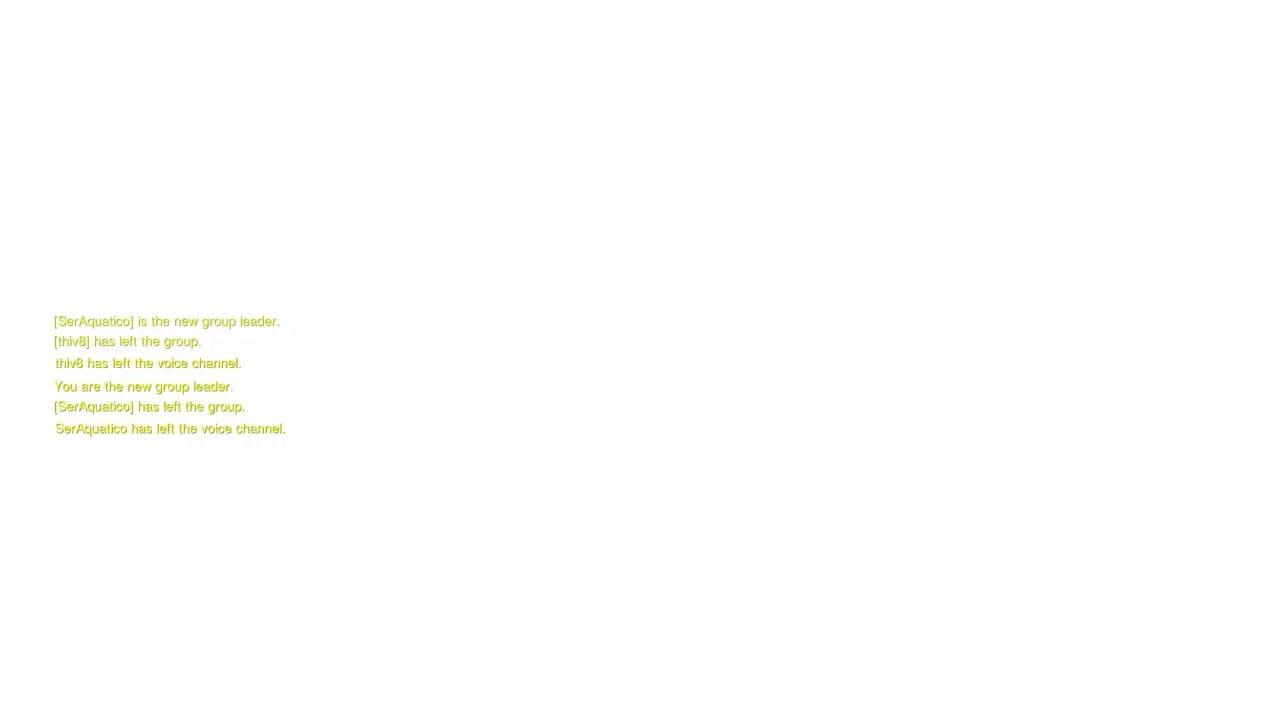 [SerAquatico] is the new group leader.
[thiv8] has left the group.
thiv8 has left the voice channel.
You are the new group leader.
[SerAquatico] has left the group.
SerAquatico has left the voice channel.